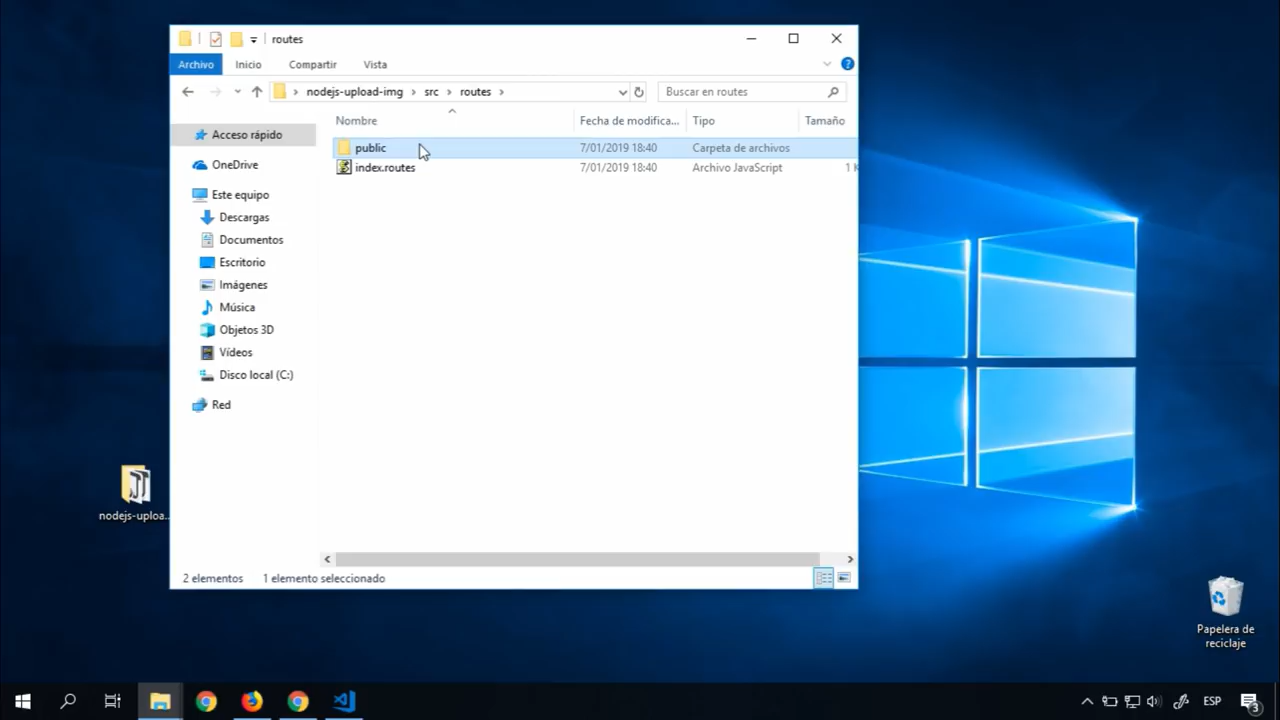 routes
Archivo Inicio Compartir Vista
nodejs-upload-img src routes Buscar en routes
Nombre Fecha de modifica... Tipo Tamaño
Acceso rápido
public 7/01/2019 18:40 Carpeta de archivos
index.routes 7/01/2019 18:40 Archivo JavaScript 1 K
OneDrive
Este equipo
Descargas
Documentos
Escritorio
Imágenes
Música
Objetos 3D
Vídeos
Disco local (C:)
Red
nodejs-uploa...
2 elementos 1 elemento seleccionado
Papelera de
reciclaje
ESP 3